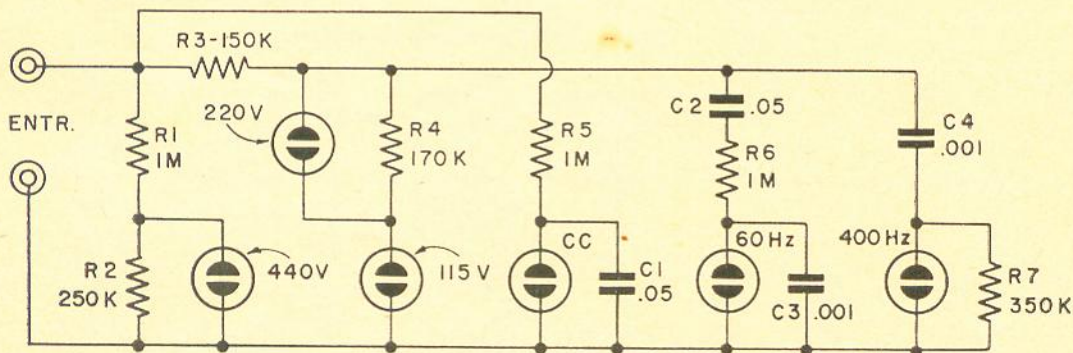 R3-150K
ENTR.
220V
R1
1M
R4
170K
R5
1M
C2
.05
R6
1M
C4
.001
R2
250K
440V
115V
CC
C1
.05
60Hz
C3
.001
400Hz
R7
350K